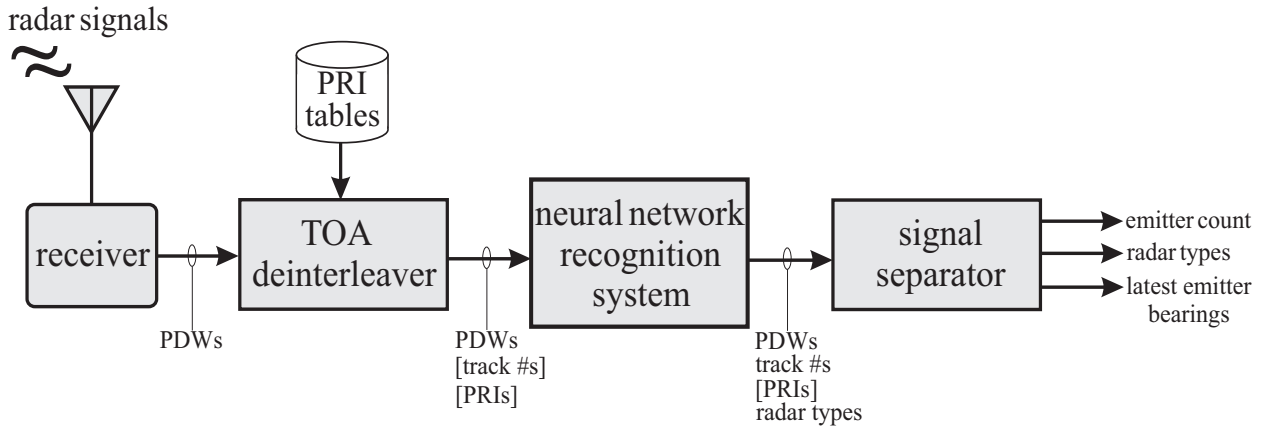 radar signals
PRI
tables
receiver
TOA
deinterleaver
neural network
recognition
system
signal
separator
emitter count
radar types
latest emitter
bearings
PDWs
PDWs
[track #s]
[PRIs]
PDWs
track #s
[PRIs]
radar types